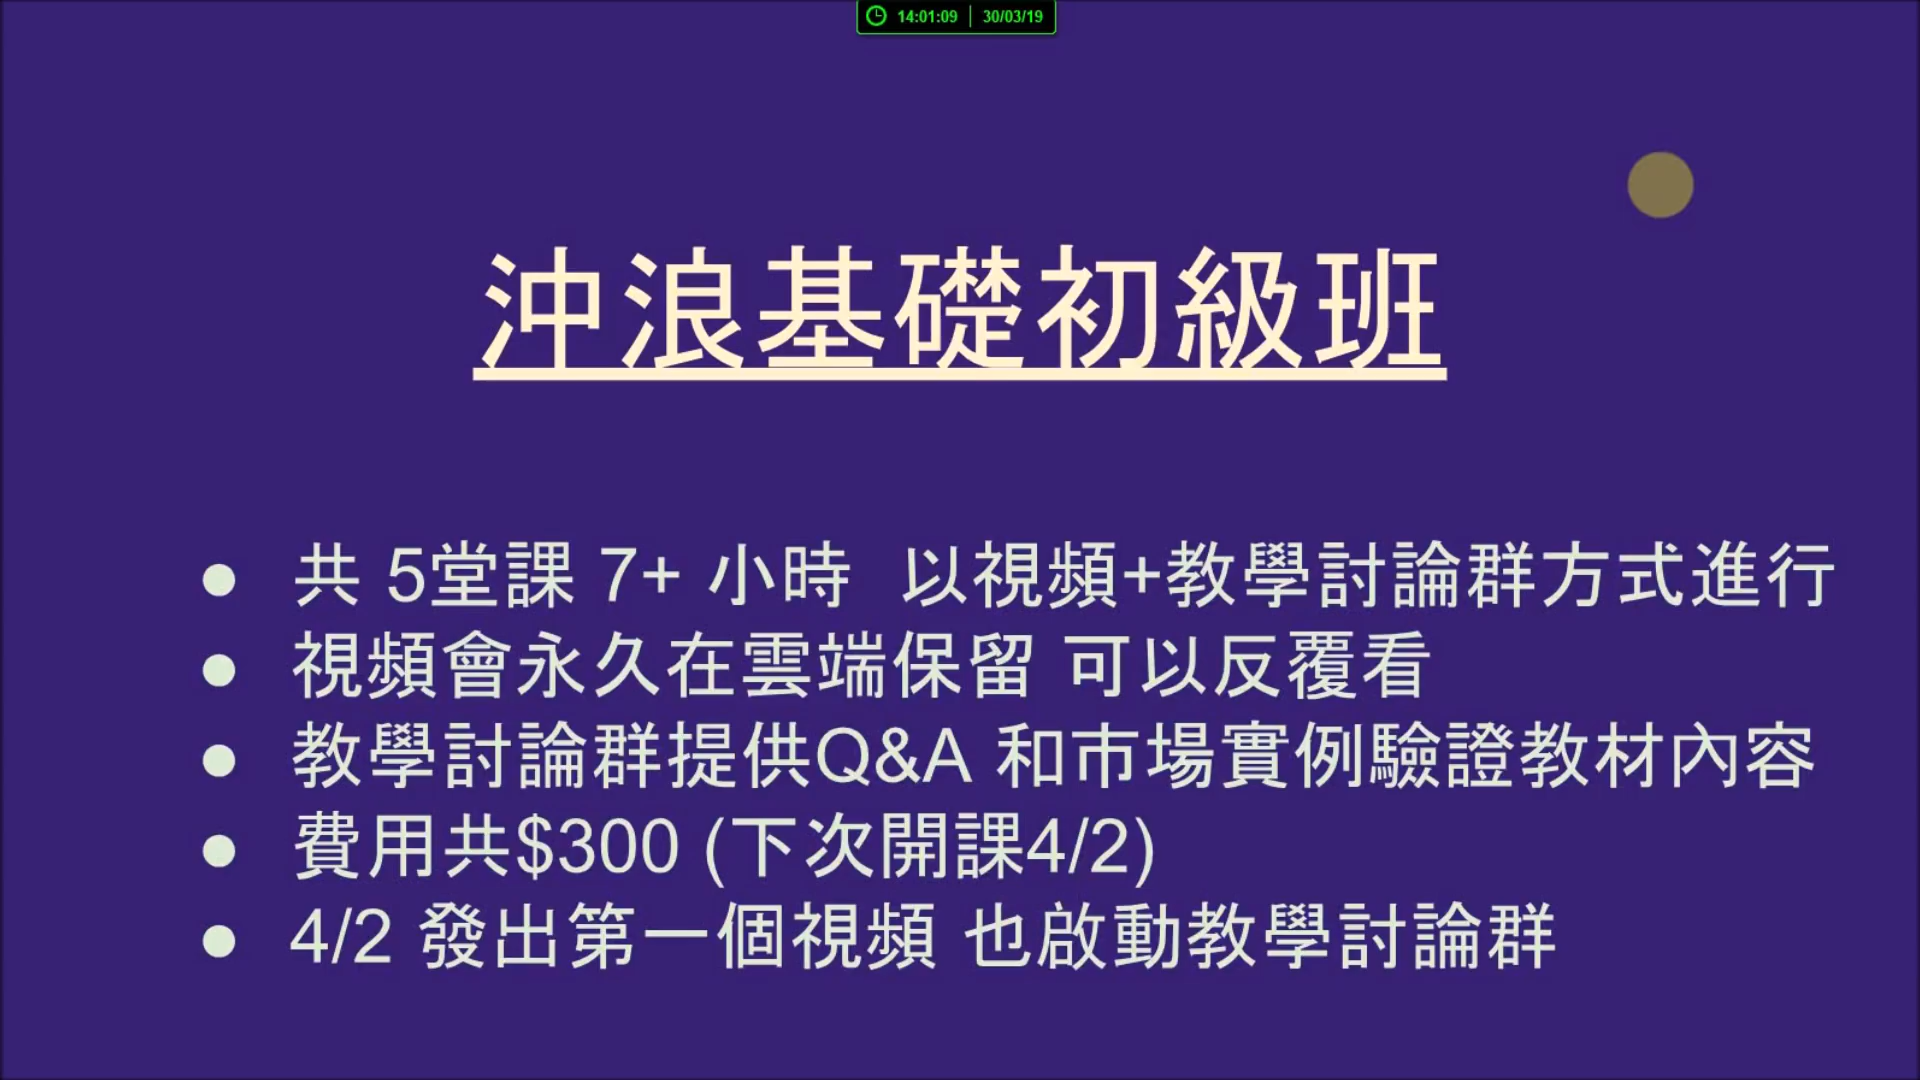 14:01:09 | 30/03/19
沖浪基礎初級班
● 共 5堂課 7+ 小時 以視頻+教學討論群方式進行
● 視頻會永久在雲端保留 可以反覆看
● 教學討論群提供Q&A 和市場實例驗證教材內容
● 費用共$300 (下次開課4/2)
● 4/2 發出第一個視頻 也啟動教學討論群